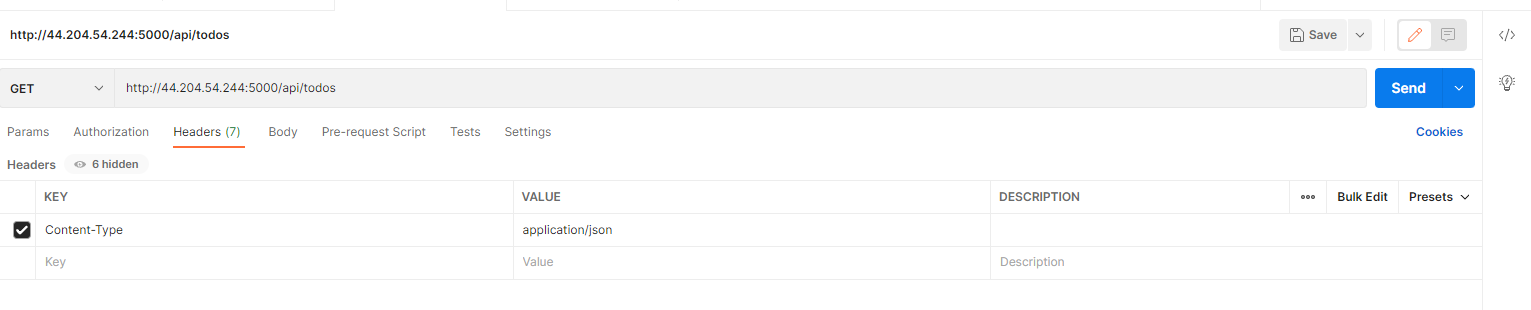 http://44.204.54.244:5000/api/todos
Save
GET
http://44.204.54.244:5000/api/todos
Send
Params Authorization Headers (7) Body Pre-request Script Tests Settings Cookies
Headers 6 hidden
KEY VALUE DESCRIPTION Bulk Edit Presets
Content-Type application/json
Key Value Description